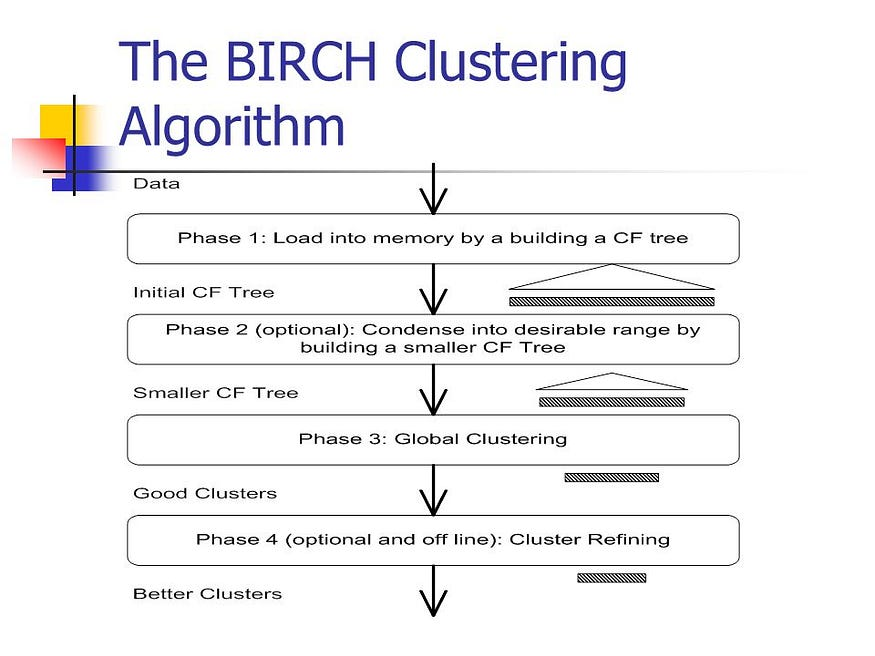 The BIRCH Clustering
Algorithm
Data
Phase 1: Load into memory by a building a CF tree
Initial CF Tree
Phase 2 (optional): Condense into desirable range by
building a smaller CF Tree
Smaller CF Tree
Phase 3: Global Clustering
Good Clusters
Phase 4 (optional and off line): Cluster Refining
Better Clusters